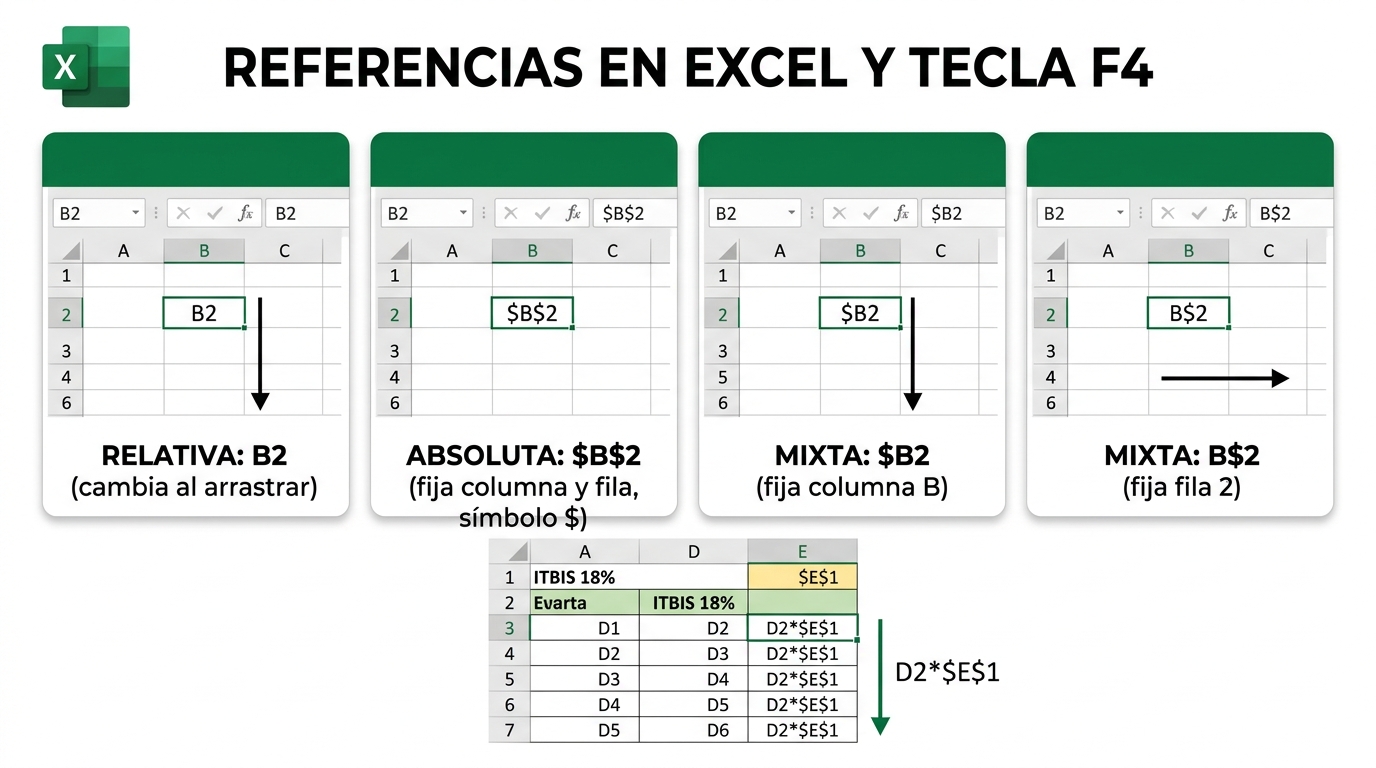 X
REFERENCIAS EN EXCEL Y TECLA F4
B2 fx B2
A B C
1
2 B2
3
4
6
RELATIVA: B2
(cambia al arrastrar)
B2 fx $B$2
A B C
1
2 $B$2
3
4
6
ABSOLUTA: $B$2
(fija columna y fila,
símbolo $)
B2 fx $B2
A B C
1
2 $B2
3
5
6
MIXTA: $B2
(fija columna B)
B2 fx B$2
A B C
1
2 B$2
3
4
6
MIXTA: B$2
(fija fila 2)
A D E
1 ITBIS 18% $E$1
2 Evarta ITBIS 18%
3 D1 D2 D2*$E$1
4 D2 D3 D2*$E$1
5 D3 D4 D2*$E$1
6 D4 D5 D2*$E$1
7 D5 D6 D2*$E$1
D2*$E$1